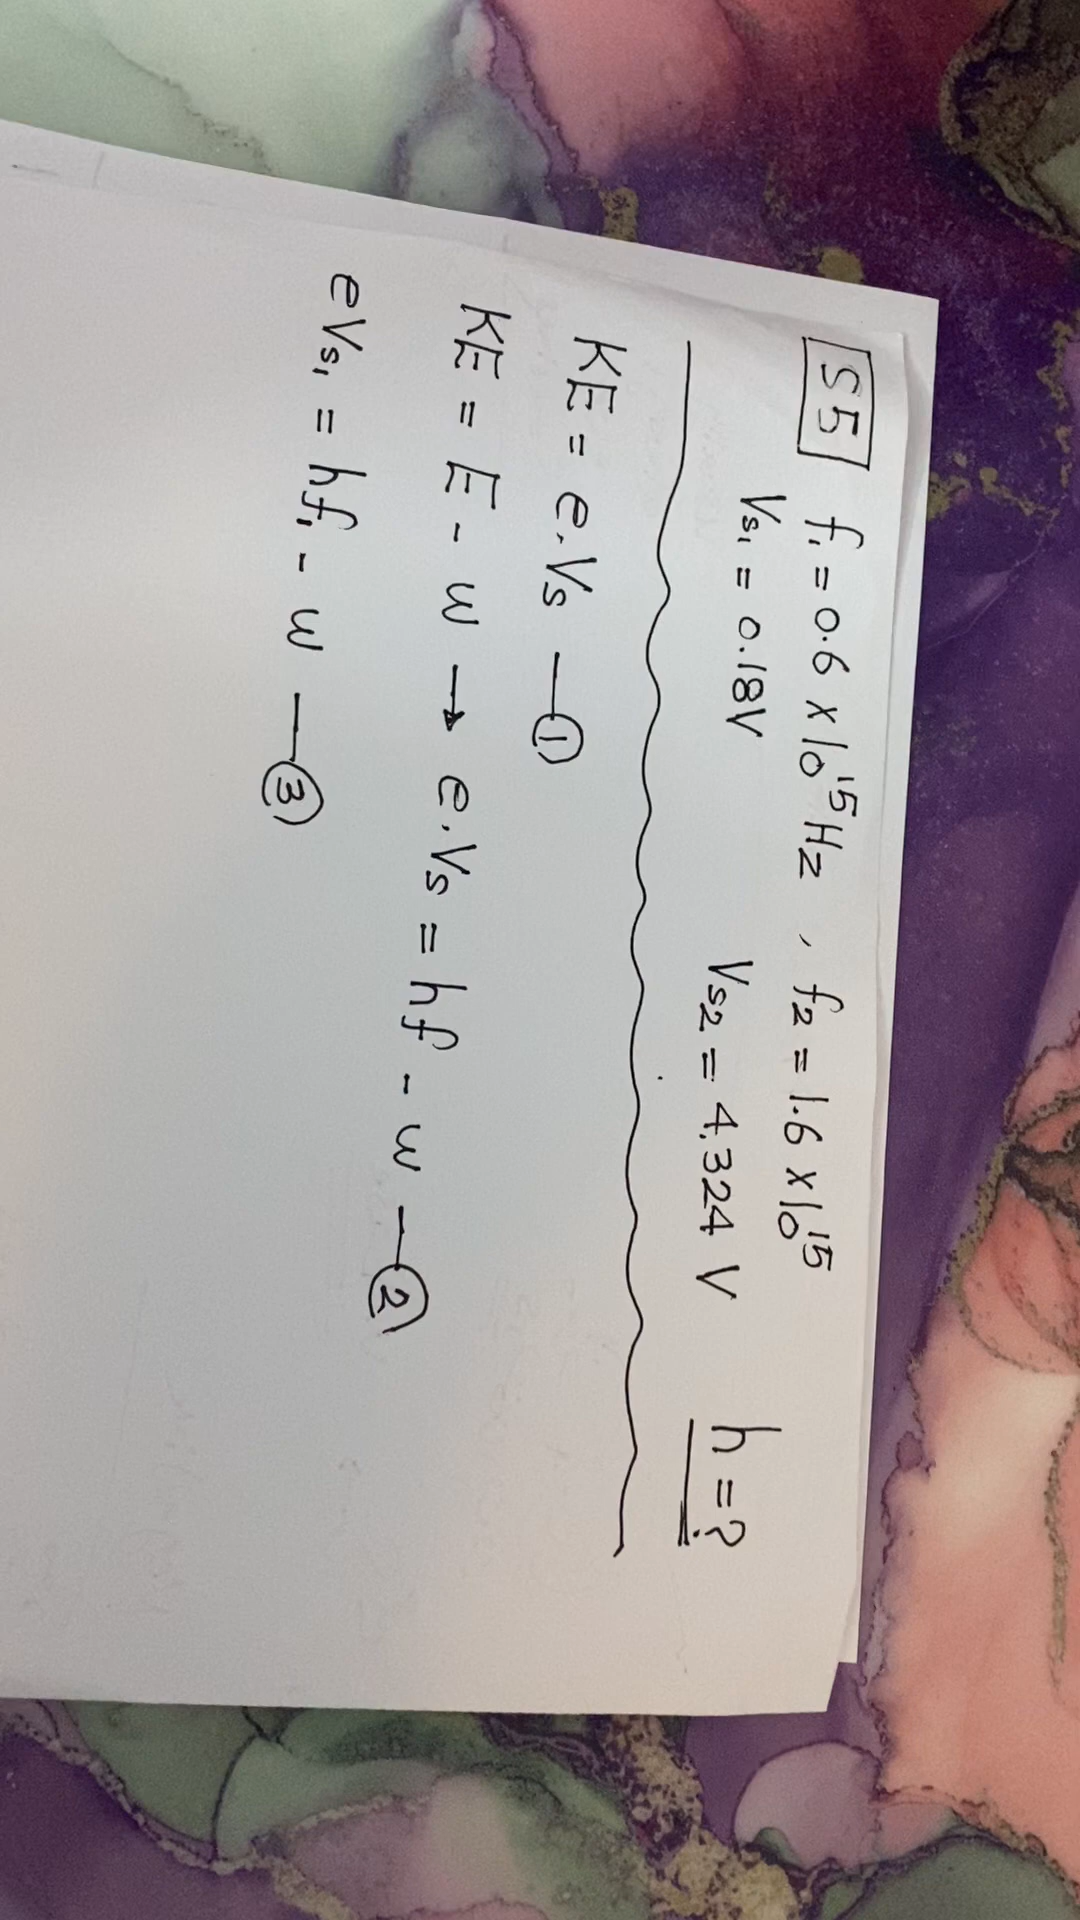 S5 f₁ = 0.6 x 10¹⁵ Hz , f₂ = 1.6 x 10¹⁵
Vs₁ = 0.18V Vs₂ = 4.324 V h = ?
KE = e.Vs — ①
KE = E - w → e.Vs = hf - w — ②
eVs₁ = hf₁ - w — ③